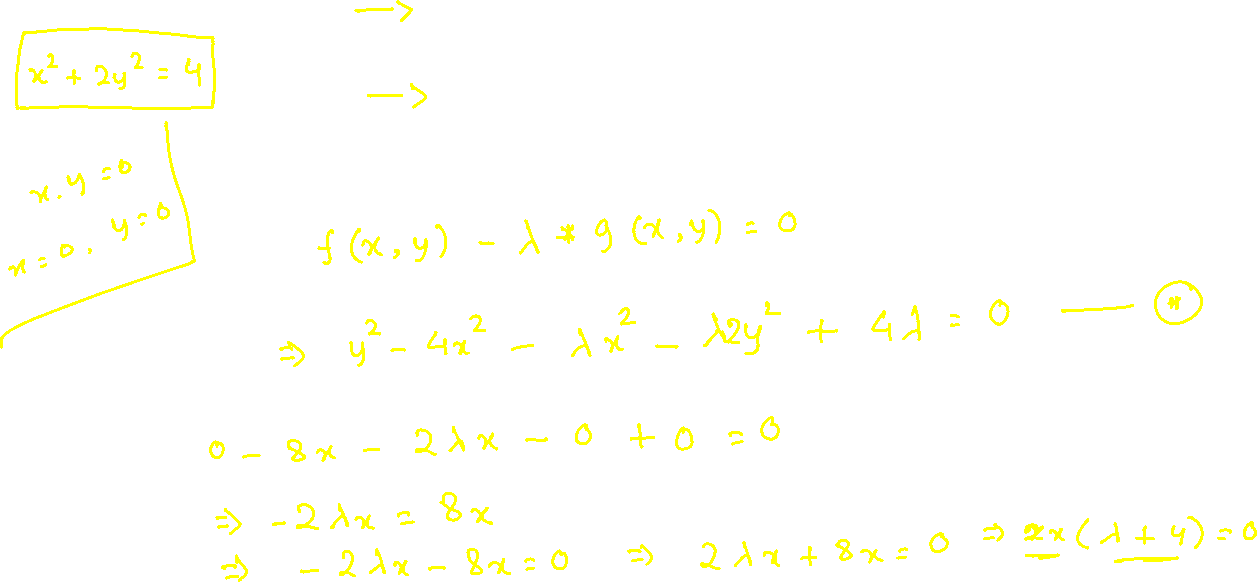 →
x² + 2y² = 4
→
x, y = 0
x = 0, y = 0
f(x, y) - λ * g(x, y) = 0
⇒ y² - 4x² - λx² - λ2y² + 4λ = 0 — (*)
0 - 8x - 2λx - 0 + 0 = 0
⇒ -2λx = 8x
⇒ -2λx - 8x = 0 ⇒ 2λx + 8x = 0 ⇒ 2x(λ + 4) = 0